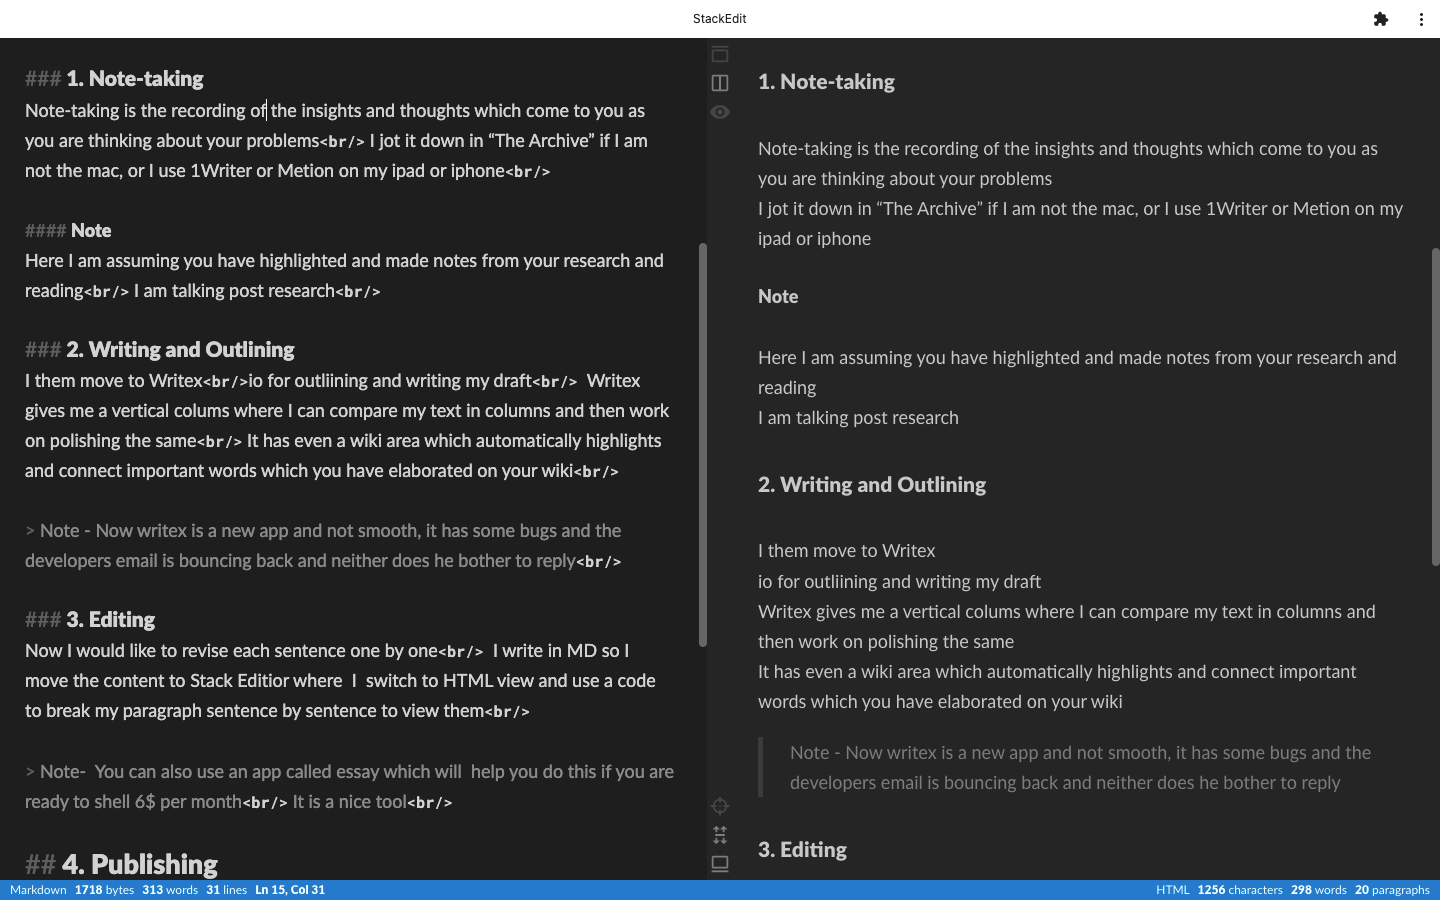 StackEdit
### 1. Note-taking
Note-taking is the recording of the insights and thoughts which come to you as
you are thinking about your problems<br/> I jot it down in “The Archive” if I am
not the mac, or I use 1Writer or Metion on my ipad or iphone<br/>
#### Note
Here I am assuming you have highlighted and made notes from your research and
reading<br/> I am talking post research<br/>
### 2. Writing and Outlining
I them move to Writex<br/>io for outliining and writing my draft<br/>  Writex
gives me a vertical colums where I can compare my text in columns and then work
on polishing the same<br/> It has even a wiki area which automatically highlights
and connect important words which you have elaborated on your wiki<br/>
> Note - Now writex is a new app and not smooth, it has some bugs and the
developers email is bouncing back and neither does he bother to reply<br/>
### 3. Editing
Now I would like to revise each sentence one by one<br/>  I write in MD so I
move the content to Stack Editior where  I  switch to HTML view and use a code
to break my paragraph sentence by sentence to view them<br/>
> Note-  You can also use an app called essay which will  help you do this if you are
ready to shell 6$ per month<br/> It is a nice tool<br/>
## 4. Publishing
1. Note-taking
Note-taking is the recording of the insights and thoughts which come to you as
you are thinking about your problems
I jot it down in “The Archive” if I am not the mac, or I use 1Writer or Metion on my
ipad or iphone
Note
Here I am assuming you have highlighted and made notes from your research and
reading
I am talking post research
2. Writing and Outlining
I them move to Writex
io for outliining and writing my draft
Writex gives me a vertical colums where I can compare my text in columns and
then work on polishing the same
It has even a wiki area which automatically highlights and connect important
words which you have elaborated on your wiki
Note - Now writex is a new app and not smooth, it has some bugs and the
developers email is bouncing back and neither does he bother to reply
3. Editing
Markdown 1718 bytes 313 words 31 lines Ln 15, Col 31
HTML 1256 characters 298 words 20 paragraphs